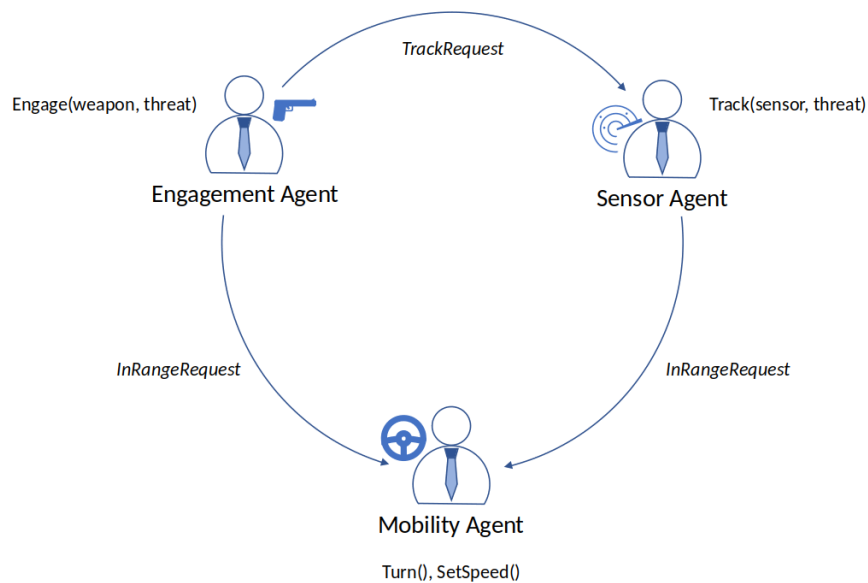 TrackRequest
Engage(weapon, threat)
Track(sensor, threat)
Engagement Agent
Sensor Agent
InRangeRequest
InRangeRequest
Mobility Agent
Turn(), SetSpeed()